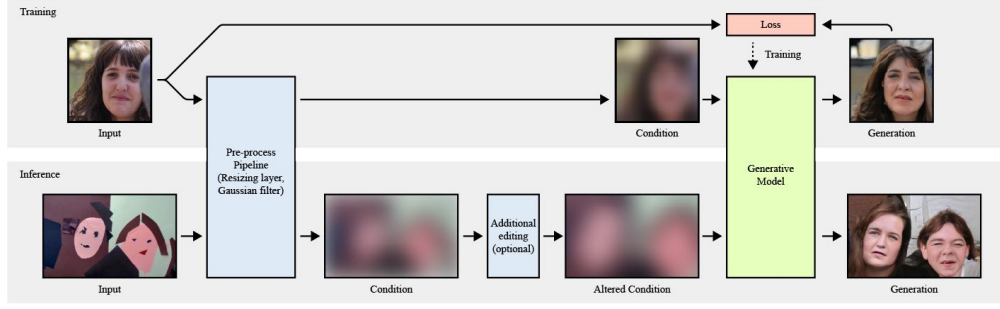 Training
Loss
Training
Input
Condition
Generation
Pre-process
Pipeline
(Resizing layer,
Gaussian filter)
Generative
Model
Inference
Additional
editing
(optional)
Input
Condition
Altered Condition
Generation